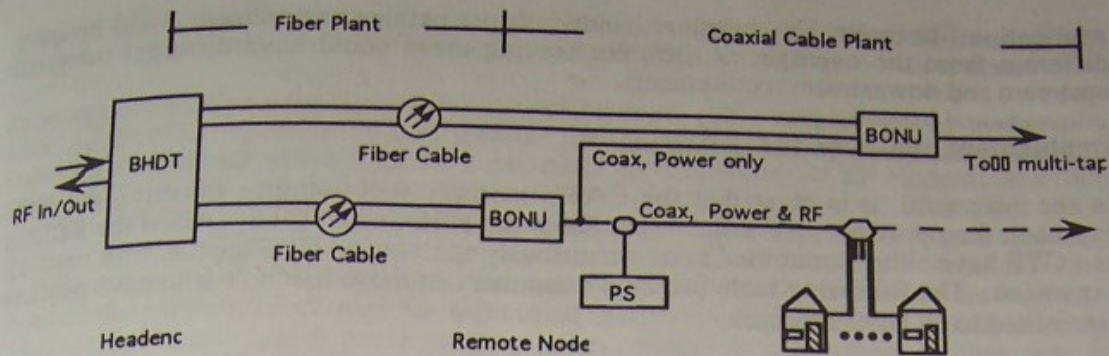 Fiber Plant
Coaxial Cable Plant
BHDT
BONU
Fiber Cable
Coax, Power only
To▯▯ multi-tap
RF In/Out
BONU
Coax, Power & RF
Fiber Cable
PS
Headenc
Remote Node